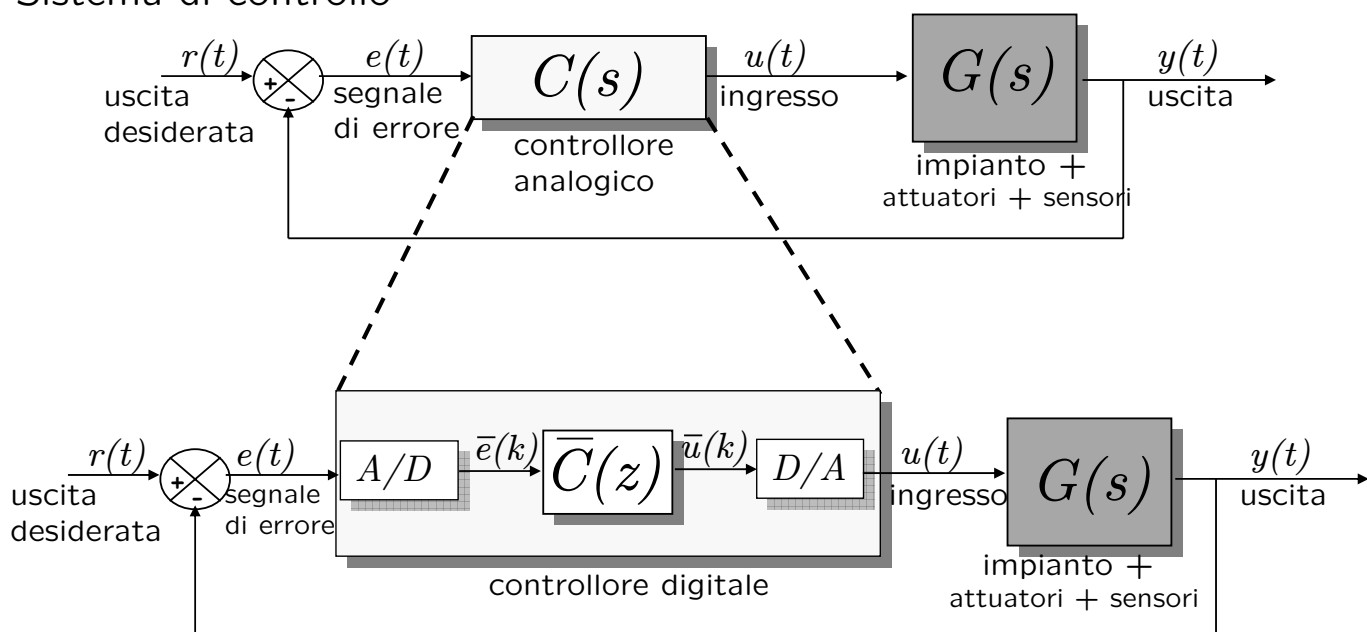 Sistema di controllo
r(t)
e(t)
C(s)
u(t)
G(s)
y(t)
+
-
uscita
desiderata
segnale
di errore
ingresso
uscita
controllore
analogico
impianto +
attuatori + sensori
r(t)
e(t)
A/D
e̅(k)
C̅(z)
u̅(k)
D/A
u(t)
G(s)
y(t)
+
-
uscita
desiderata
segnale
di errore
ingresso
uscita
controllore digitale
impianto +
attuatori + sensori